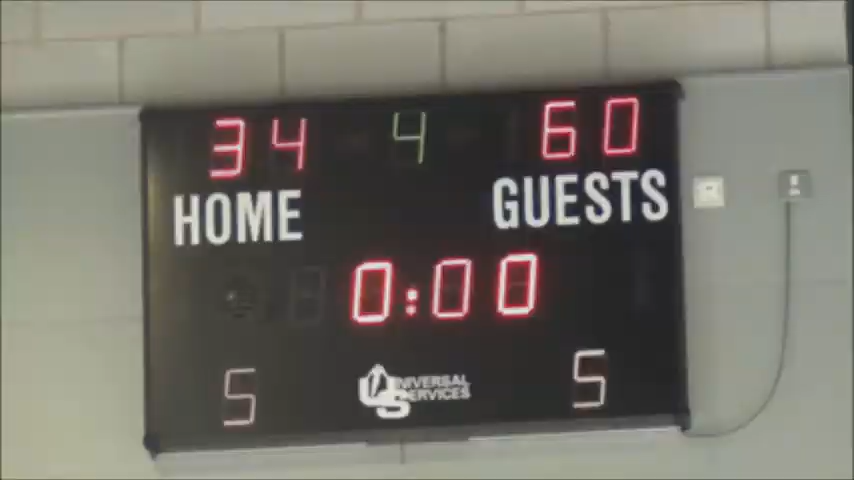 34 4 60
HOME GUESTS
0:00
5 UNIVERSAL SERVICES 5